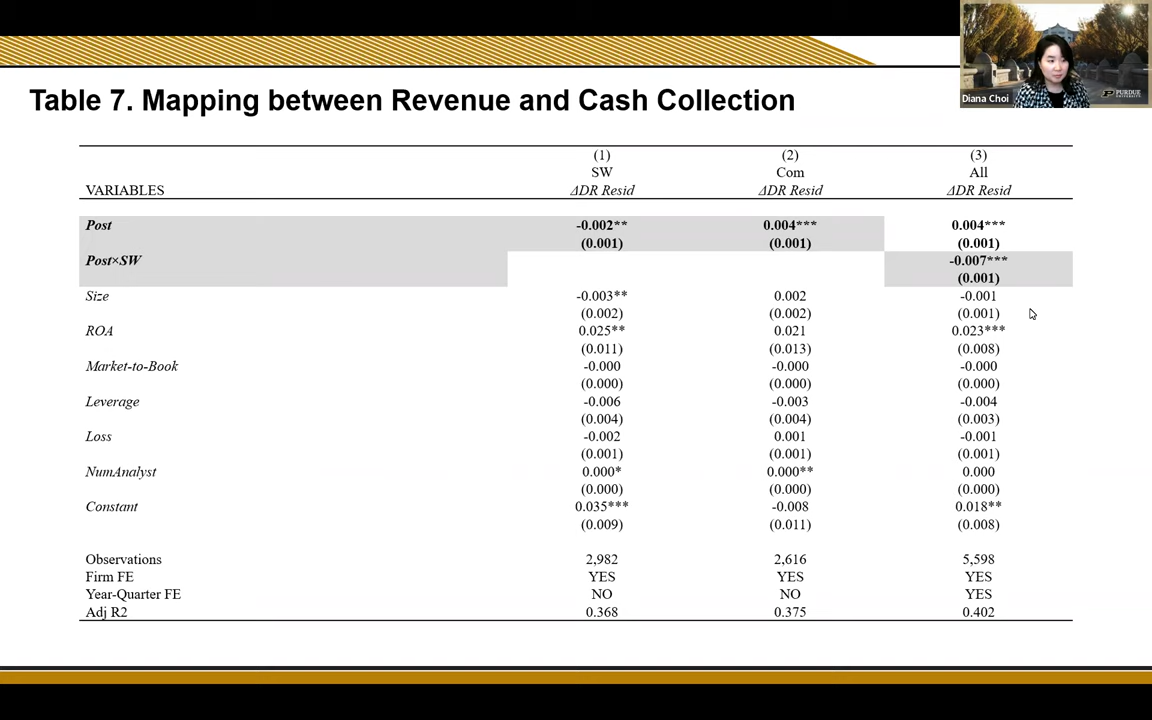 Diana Choi
PURDUE
UNIVERSITY
Table 7. Mapping between Revenue and Cash Collection
(1) (2) (3)
SW Com All
VARIABLES ΔDR Resid ΔDR Resid ΔDR Resid
Post -0.002** 0.004*** 0.004***
(0.001) (0.001) (0.001)
Post×SW -0.007***
(0.001)
Size -0.003** 0.002 -0.001
(0.002) (0.002) (0.001)
ROA 0.025** 0.021 0.023***
(0.011) (0.013) (0.008)
Market-to-Book -0.000 -0.000 -0.000
(0.000) (0.000) (0.000)
Leverage -0.006 -0.003 -0.004
(0.004) (0.004) (0.003)
Loss -0.002 0.001 -0.001
(0.001) (0.001) (0.001)
NumAnalyst 0.000* 0.000** 0.000
(0.000) (0.000) (0.000)
Constant 0.035*** -0.008 0.018**
(0.009) (0.011) (0.008)
Observations 2,982 2,616 5,598
Firm FE YES YES YES
Year-Quarter FE NO NO YES
Adj R2 0.368 0.375 0.402